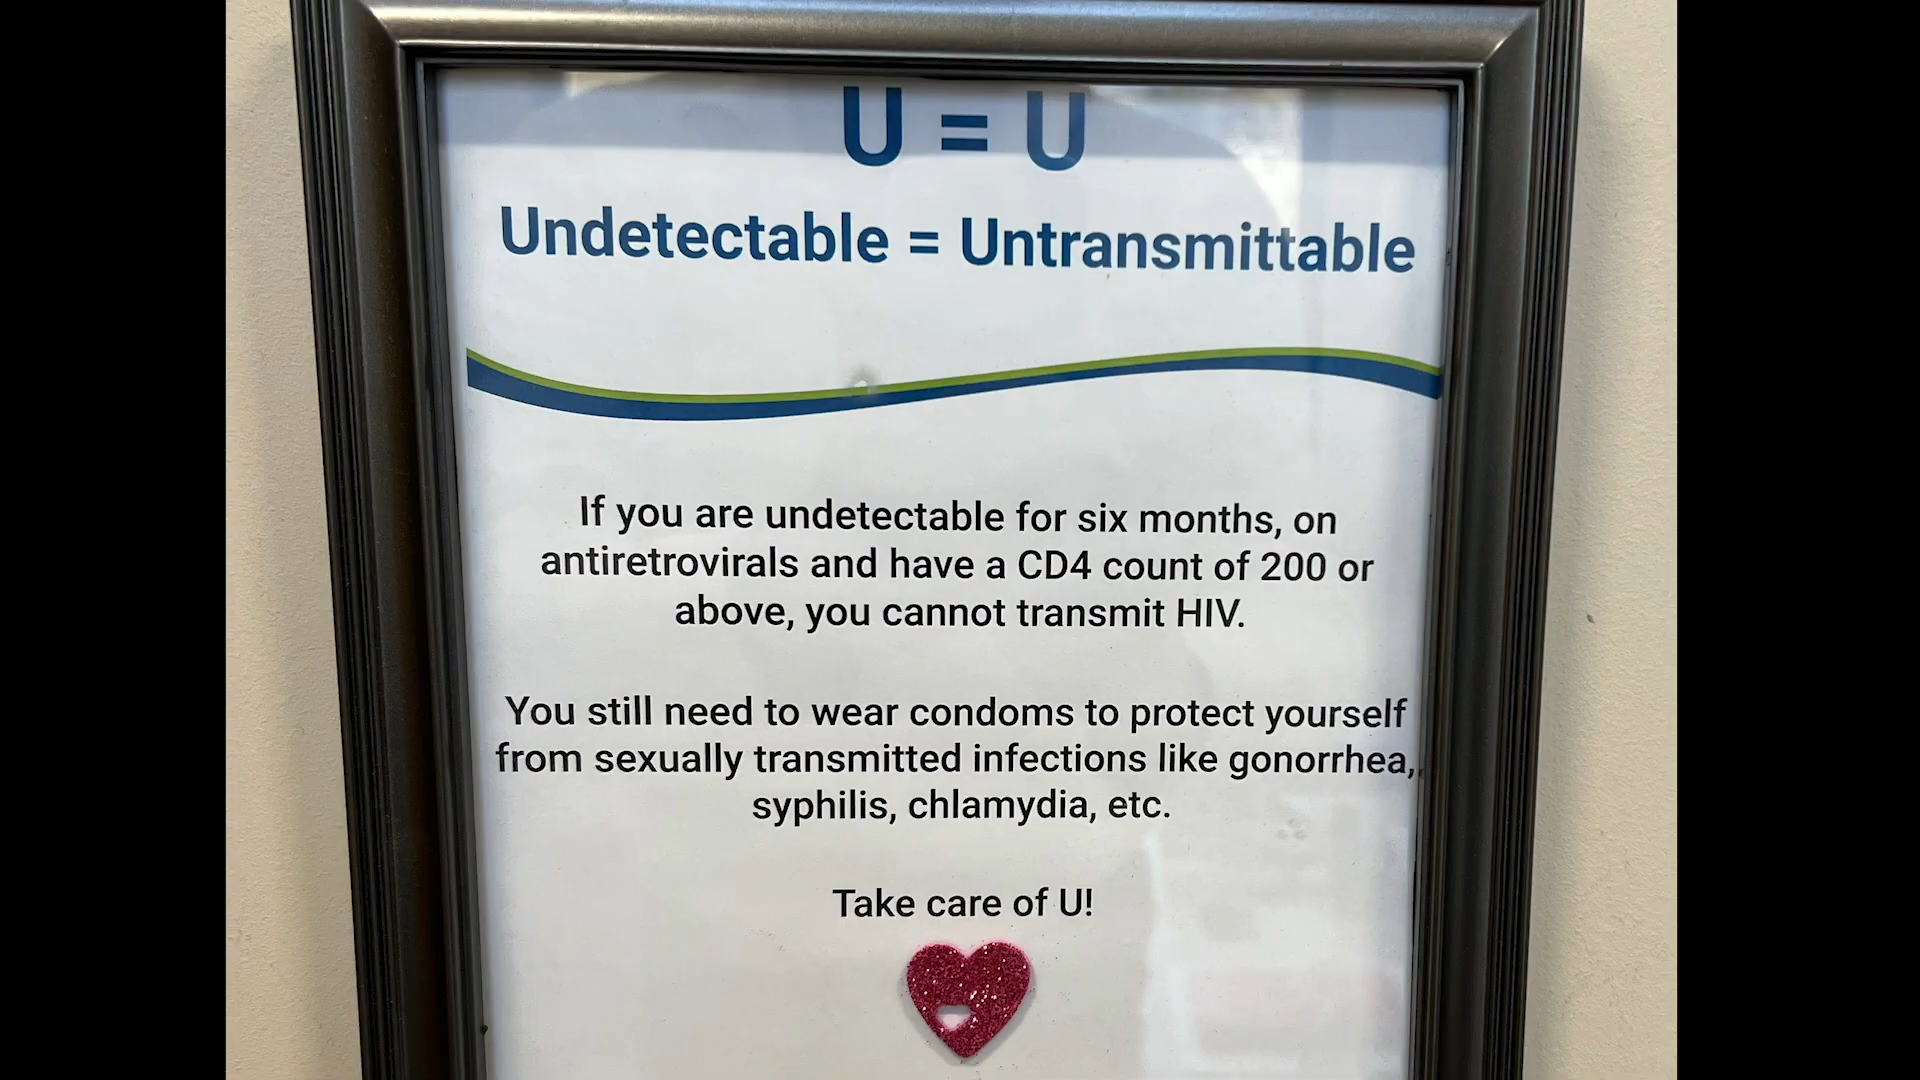 U = U
Undetectable = Untransmittable
If you are undetectable for six months, on
antiretrovirals and have a CD4 count of 200 or
above, you cannot transmit HIV.
You still need to wear condoms to protect yourself
from sexually transmitted infections like gonorrhea,
syphilis, chlamydia, etc.
Take care of U!